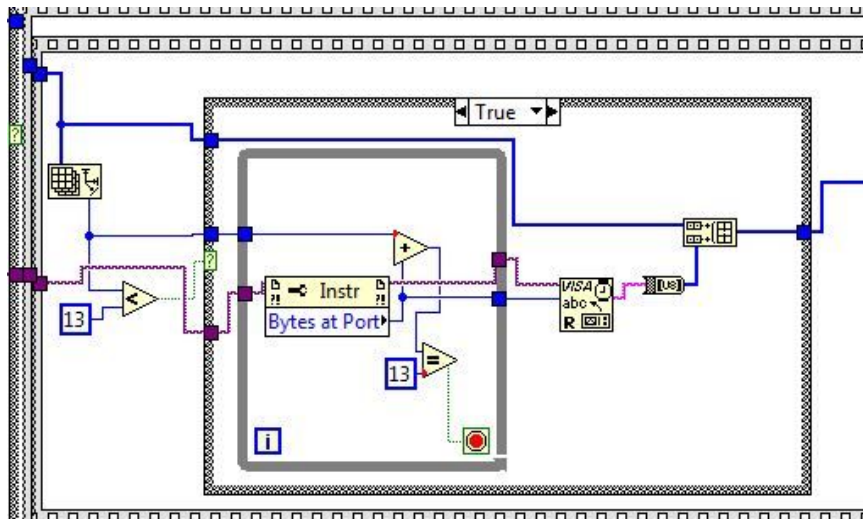 True
?
?
+
13
<
Instr
Bytes at Port
VISA
abc
R
[U8]
13
=
i